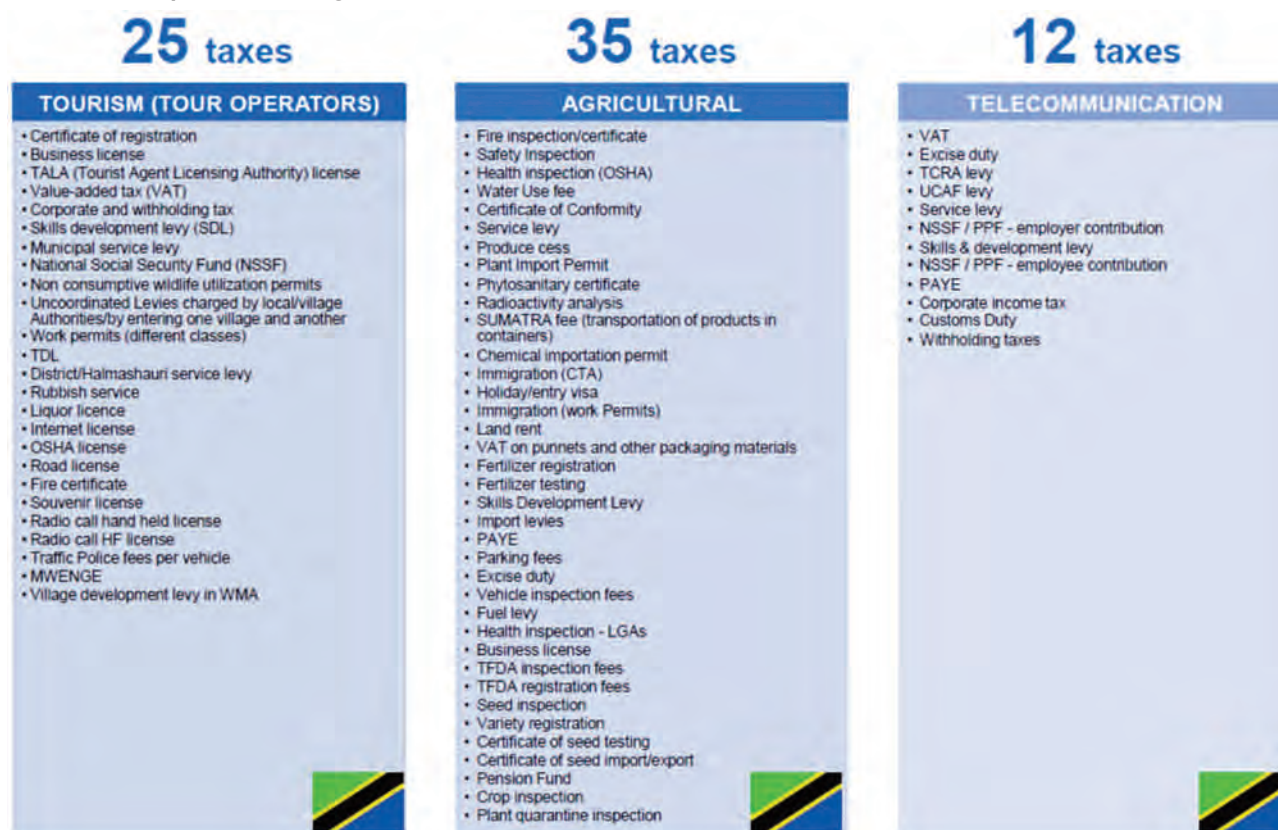 25 taxes
TOURISM (TOUR OPERATORS)
• Certificate of registration
• Business license
• TALA (Tourist Agent Licensing Authority) license
• Value-added tax (VAT)
• Corporate and withholding tax
• Skills development levy (SDL)
• Municipal service levy
• National Social Security Fund (NSSF)
• Non consumptive wildlife utilization permits
• Uncoordinated Levies charged by local/village
Authorities/by entering one village and another
• Work permits (different classes)
• TDL
• District/Halmashauri service levy
• Rubbish service
• Liquor licence
• Internet license
• OSHA license
• Road license
• Fire certificate
• Souvenir license
• Radio call hand held license
• Radio call HF license
• Traffic Police fees per vehicle
• MWENGE
• Village development levy in WMA
35 taxes
AGRICULTURAL
• Fire inspection/certificate
• Safety Inspection
• Health inspection (OSHA)
• Water Use fee
• Certificate of Conformity
• Service levy
• Produce cess
• Plant Import Permit
• Phytosanitary certificate
• Radioactivity analysis
• SUMATRA fee (transportation of products in
containers)
• Chemical importation permit
• Immigration (CTA)
• Holiday/entry visa
• Immigration (work Permits)
• Land rent
• VAT on punnets and other packaging materials
• Fertilizer registration
• Fertilizer testing
• Skills Development Levy
• Import levies
• PAYE
• Parking fees
• Excise duty
• Vehicle inspection fees
• Fuel levy
• Health inspection - LGAs
• Business license
• TFDA inspection fees
• TFDA registration fees
• Seed inspection
• Variety registration
• Certificate of seed testing
• Certificate of seed import/export
• Pension Fund
• Crop inspection
• Plant quarantine inspection
12 taxes
TELECOMMUNICATION
• VAT
• Excise duty
• TCRA levy
• UCAF levy
• Service levy
• NSSF / PPF - employer contribution
• Skills & development levy
• NSSF / PPF - employee contribution
• PAYE
• Corporate income tax
• Customs Duty
• Withholding taxes